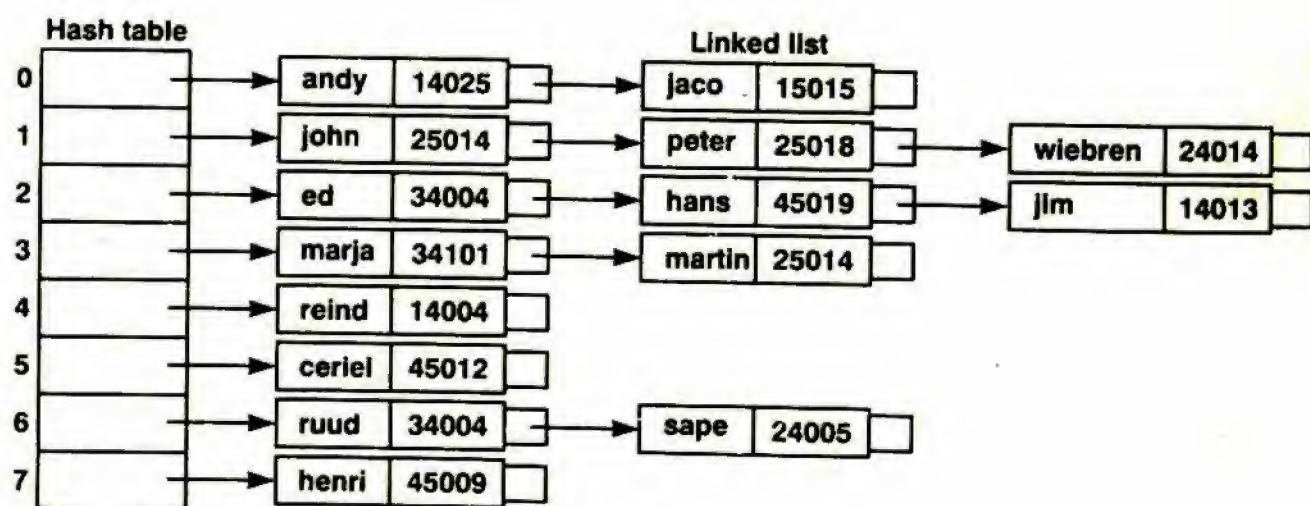 Hash table
Linked list
0 andy 14025 jaco 15015
1 john 25014 peter 25018 wiebren 24014
2 ed 34004 hans 45019 jim 14013
3 marja 34101 martin 25014
4 reind 14004
5 ceriel 45012
6 ruud 34004 sape 24005
7 henri 45009